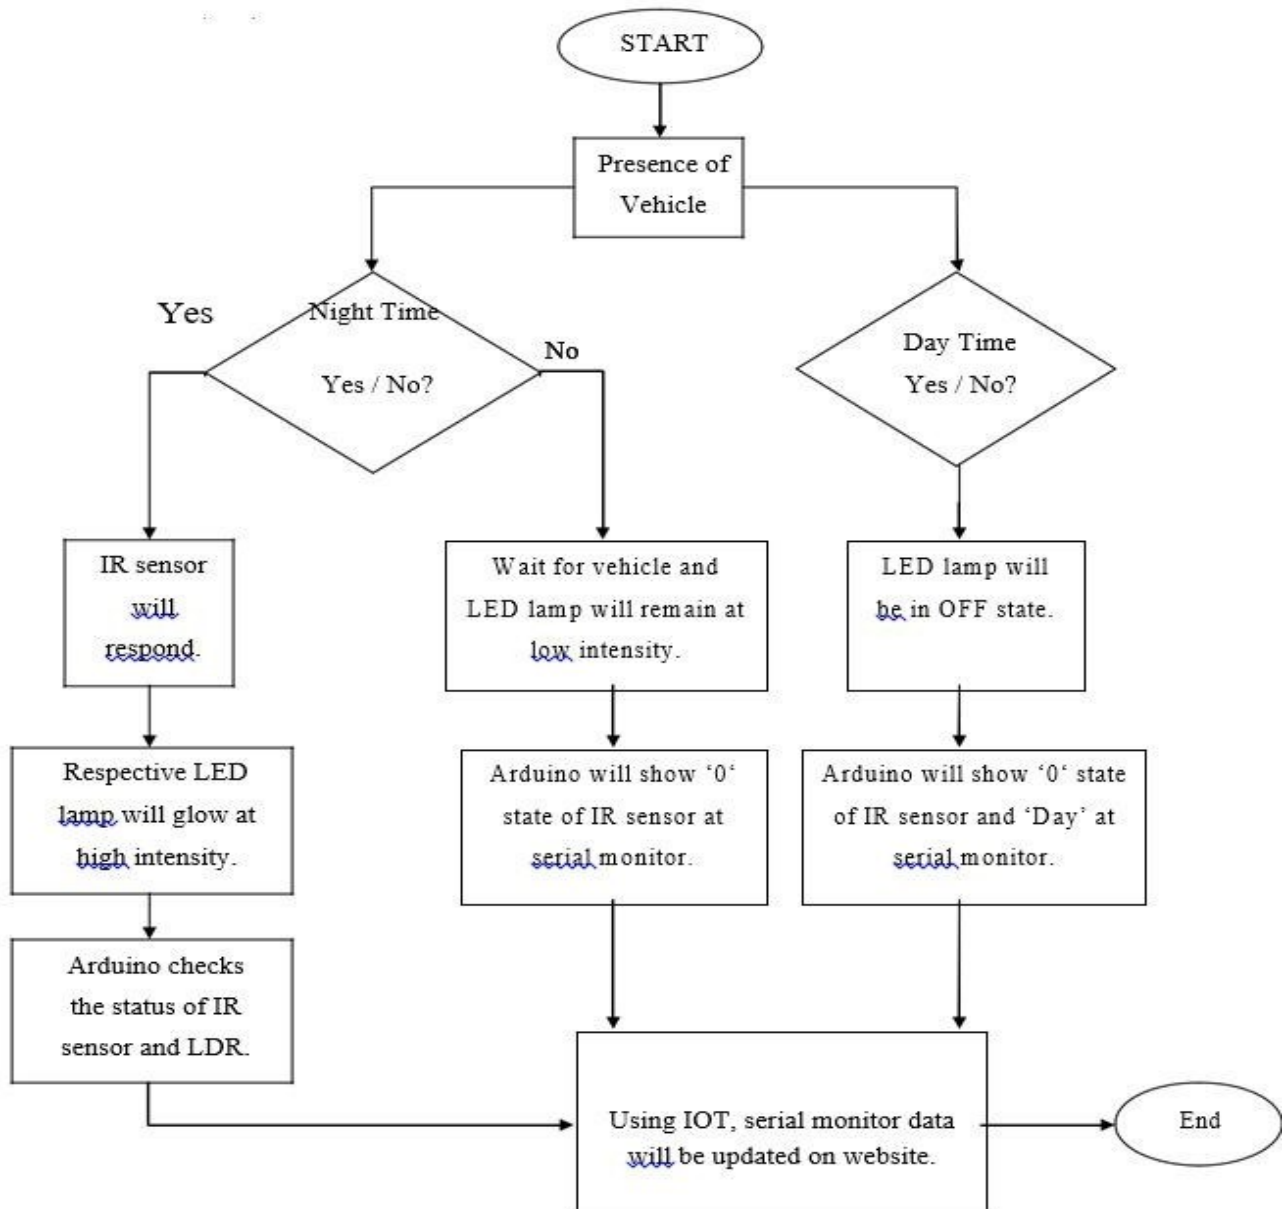 START
Presence of
Vehicle
Yes
Night Time
Yes / No?
No
Day Time
Yes / No?
IR sensor
will
respond.
Wait for vehicle and
LED lamp will remain at
low intensity.
LED lamp will
be in OFF state.
Respective LED
lamp will glow at
high intensity.
Arduino will show ‘0‘
state of IR sensor at
serial monitor.
Arduino will show ‘0‘ state
of IR sensor and ‘Day’ at
serial monitor.
Arduino checks
the status of IR
sensor and LDR.
Using IOT, serial monitor data
will be updated on website.
End